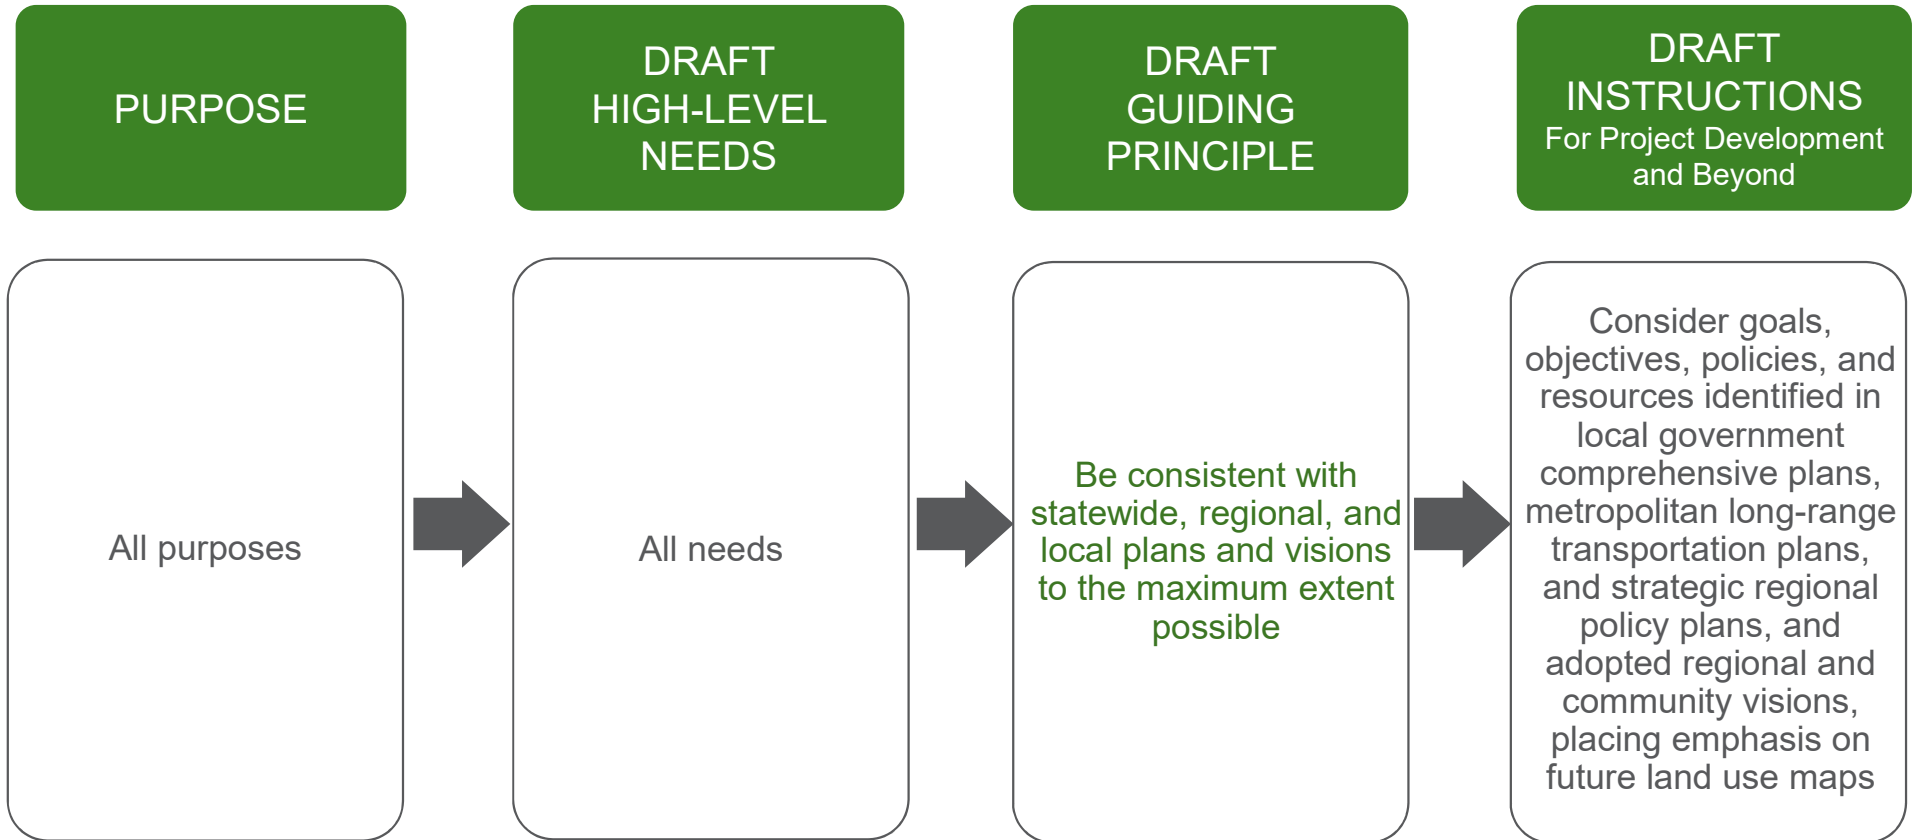 PURPOSE
DRAFT
HIGH-LEVEL
NEEDS
DRAFT
GUIDING
PRINCIPLE
DRAFT
INSTRUCTIONS
For Project Development
and Beyond
All purposes
All needs
Be consistent with
statewide, regional, and
local plans and visions
to the maximum extent
possible
Consider goals,
objectives, policies, and
resources identified in
local government
comprehensive plans,
metropolitan long-range
transportation plans,
and strategic regional
policy plans, and
adopted regional and
community visions,
placing emphasis on
future land use maps